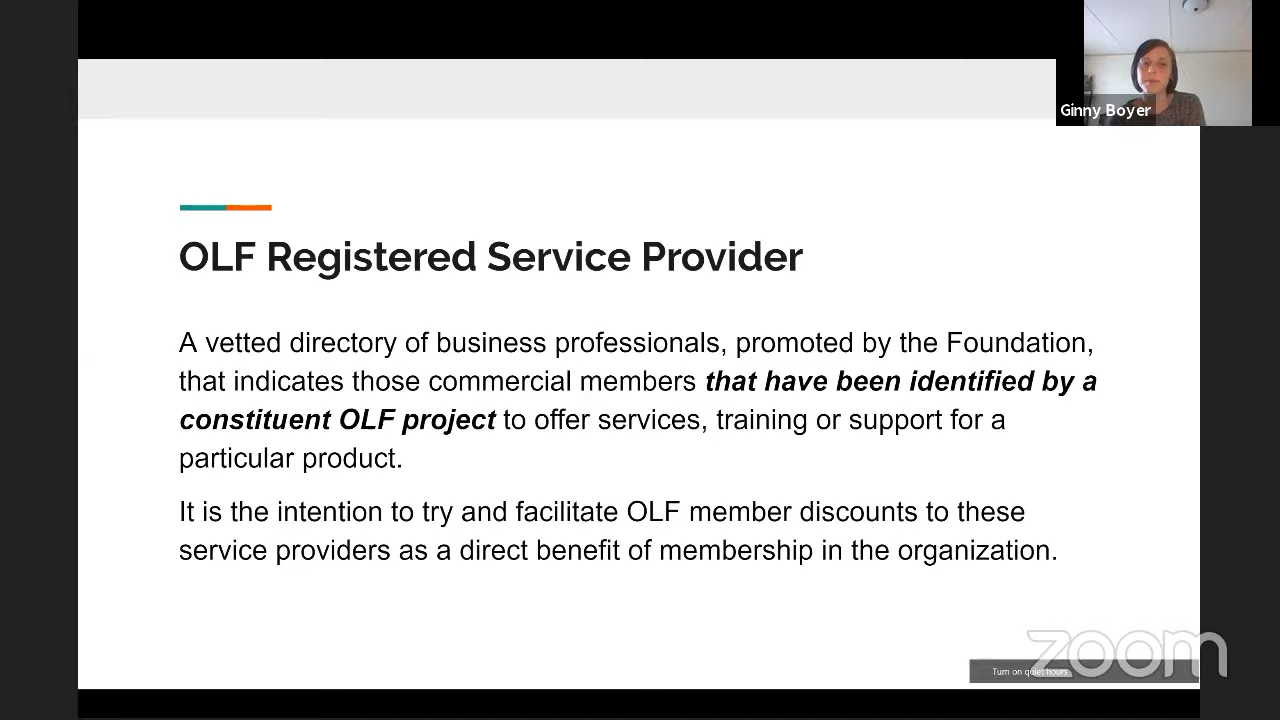 Ginny Boyer
OLF Registered Service Provider
A vetted directory of business professionals, promoted by the Foundation,
that indicates those commercial members that have been identified by a
constituent OLF project to offer services, training or support for a
particular product.
It is the intention to try and facilitate OLF member discounts to these
service providers as a direct benefit of membership in the organization.
zoom
Turn on quiet hours